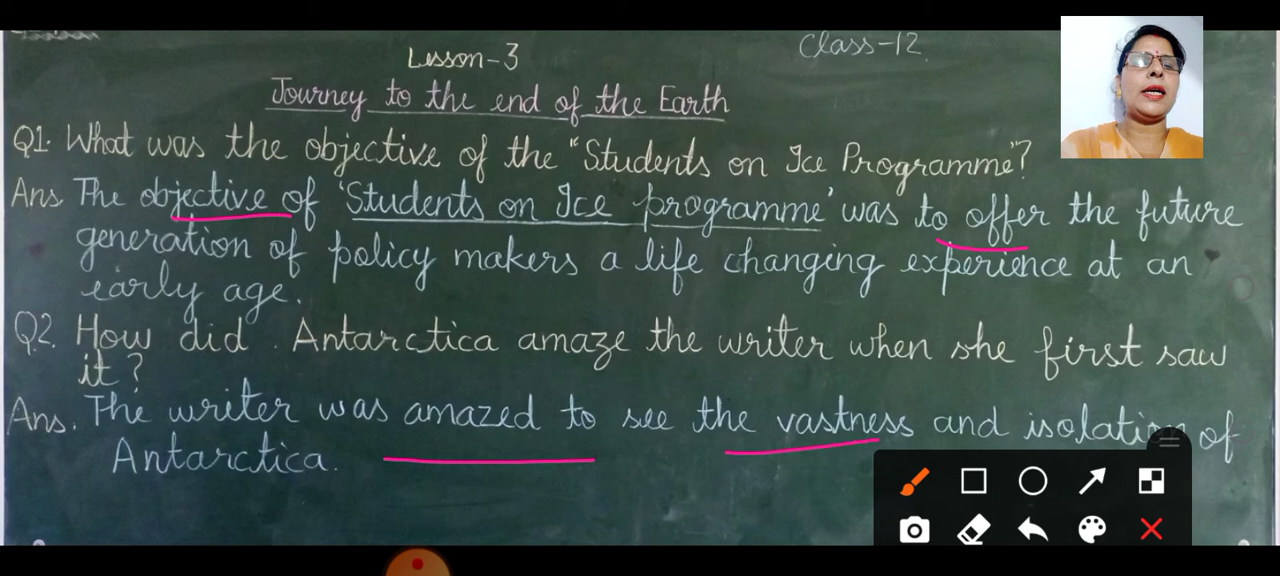 Lesson-3
Class-12
Journey to the end of the Earth
Q1. What was the objective of the "Students on Ice Programme"?
Ans. The objective of 'Students on Ice programme' was to offer the future
generation of policy makers a life changing experience at an
early age.
Q2. How did Antarctica amaze the writer when she first saw
it?
Ans. The writer was amazed to see the vastness and isolation of
Antarctica.